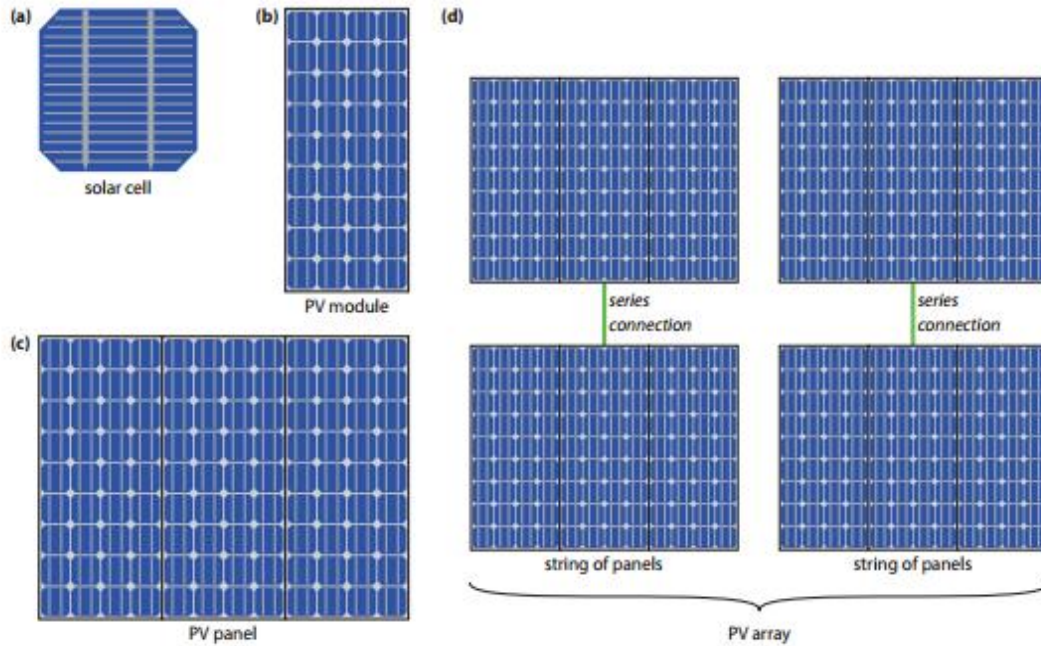 (a)
solar cell
(b)
PV module
(c)
PV panel
(d)
series
connection
series
connection
string of panels
string of panels
PV array